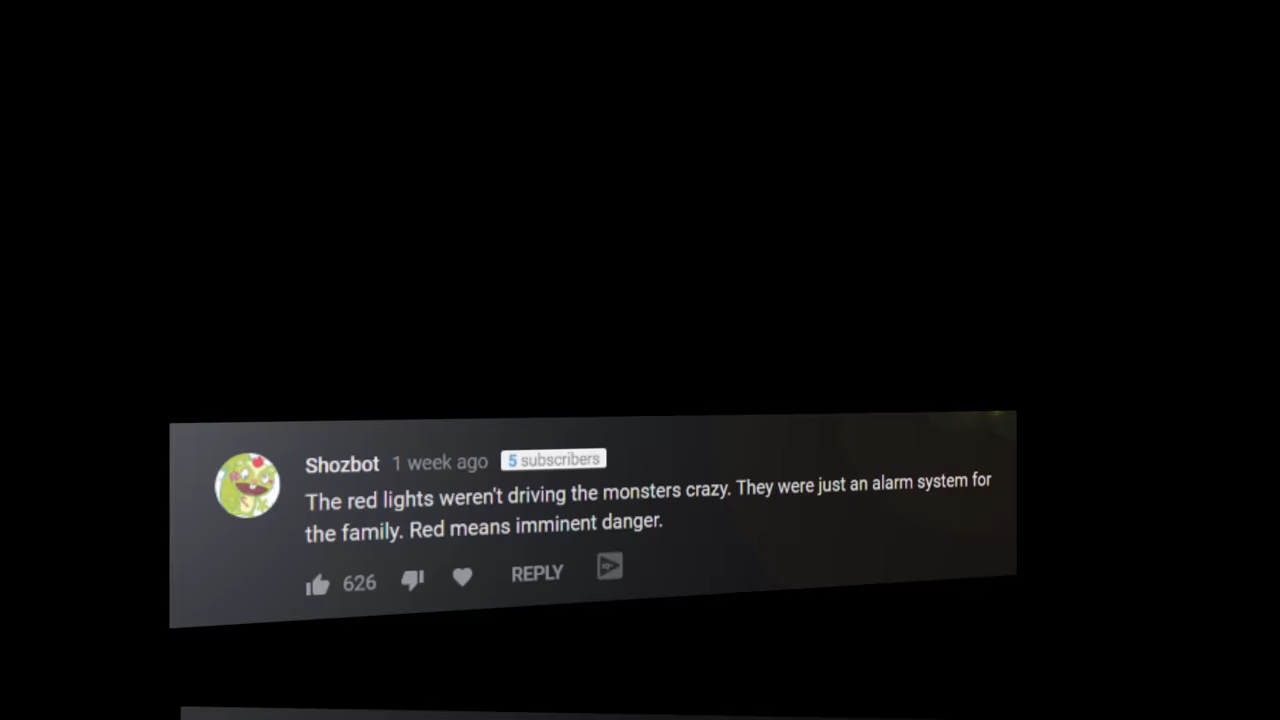 Shozbot 1 week ago 5 subscribers
The red lights weren't driving the monsters crazy. They were just an alarm system for
the family. Red means imminent danger.
626 REPLY